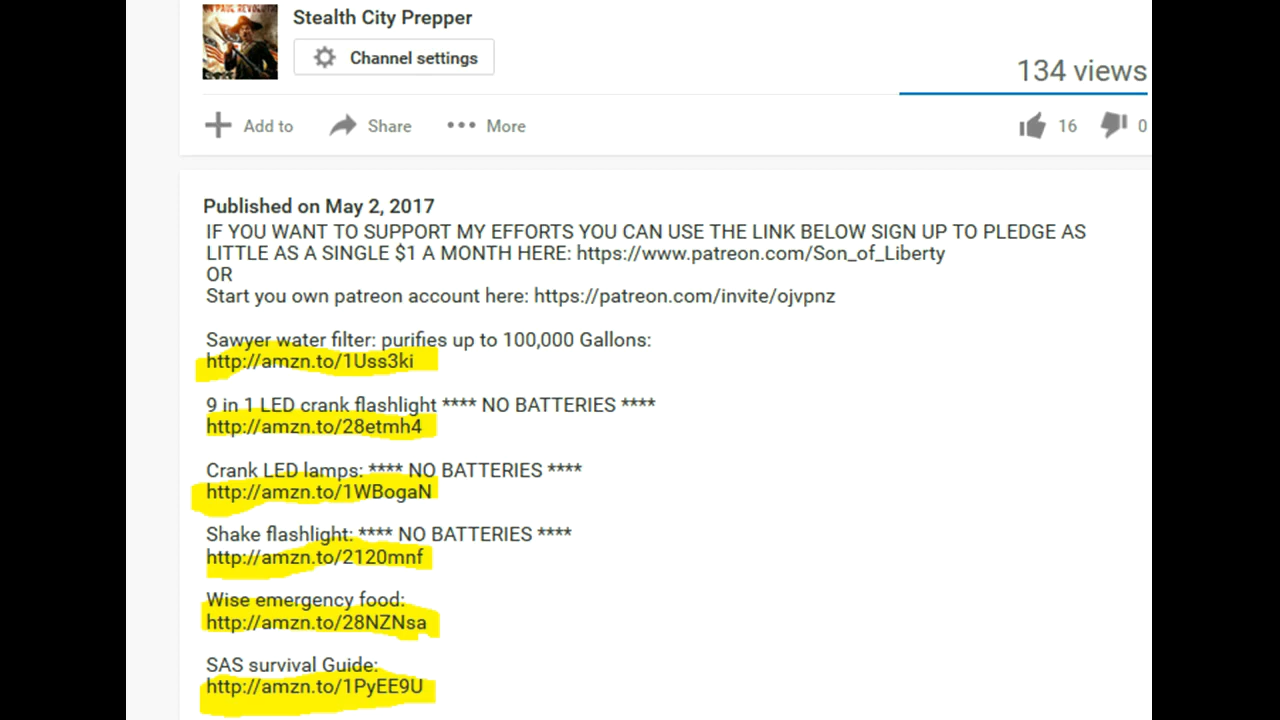 Stealth City Prepper
Channel settings
134 views
Add to Share More 16 0
Published on May 2, 2017
IF YOU WANT TO SUPPORT MY EFFORTS YOU CAN USE THE LINK BELOW SIGN UP TO PLEDGE AS
LITTLE AS A SINGLE $1 A MONTH HERE: https://www.patreon.com/Son_of_Liberty
OR
Start you own patreon account here: https://patreon.com/invite/ojvpnz
Sawyer water filter: purifies up to 100,000 Gallons:
http://amzn.to/1Uss3ki
9 in 1 LED crank flashlight **** NO BATTERIES ****
http://amzn.to/28etmh4
Crank LED lamps: **** NO BATTERIES ****
http://amzn.to/1WBogaN
Shake flashlight: **** NO BATTERIES ****
http://amzn.to/2120mnf
Wise emergency food:
http://amzn.to/28NZNsa
SAS survival Guide:
http://amzn.to/1PyEE9U